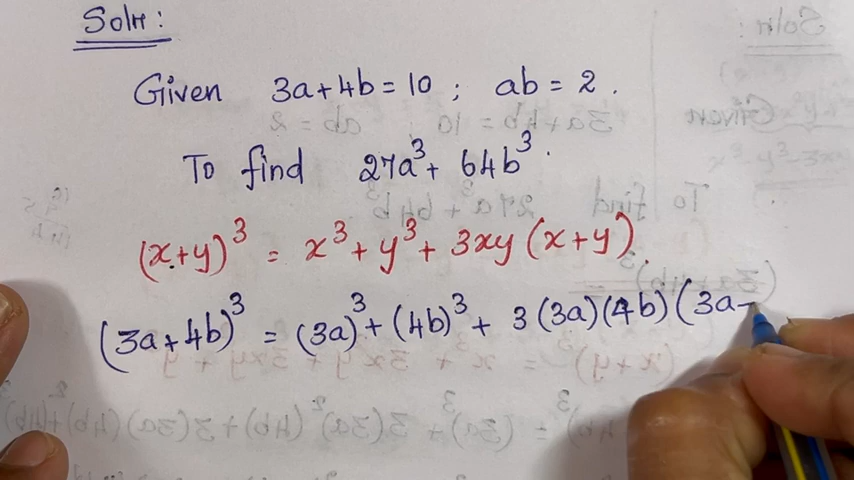 Soln:
Given 3a+4b=10 ; ab = 2 .
To find 27a³ + 64b³.
(x+y)³ = x³ + y³ + 3xy (x+y).
(3a+4b)³ = (3a)³ + (4b)³ + 3 (3a)(4b)(3a-